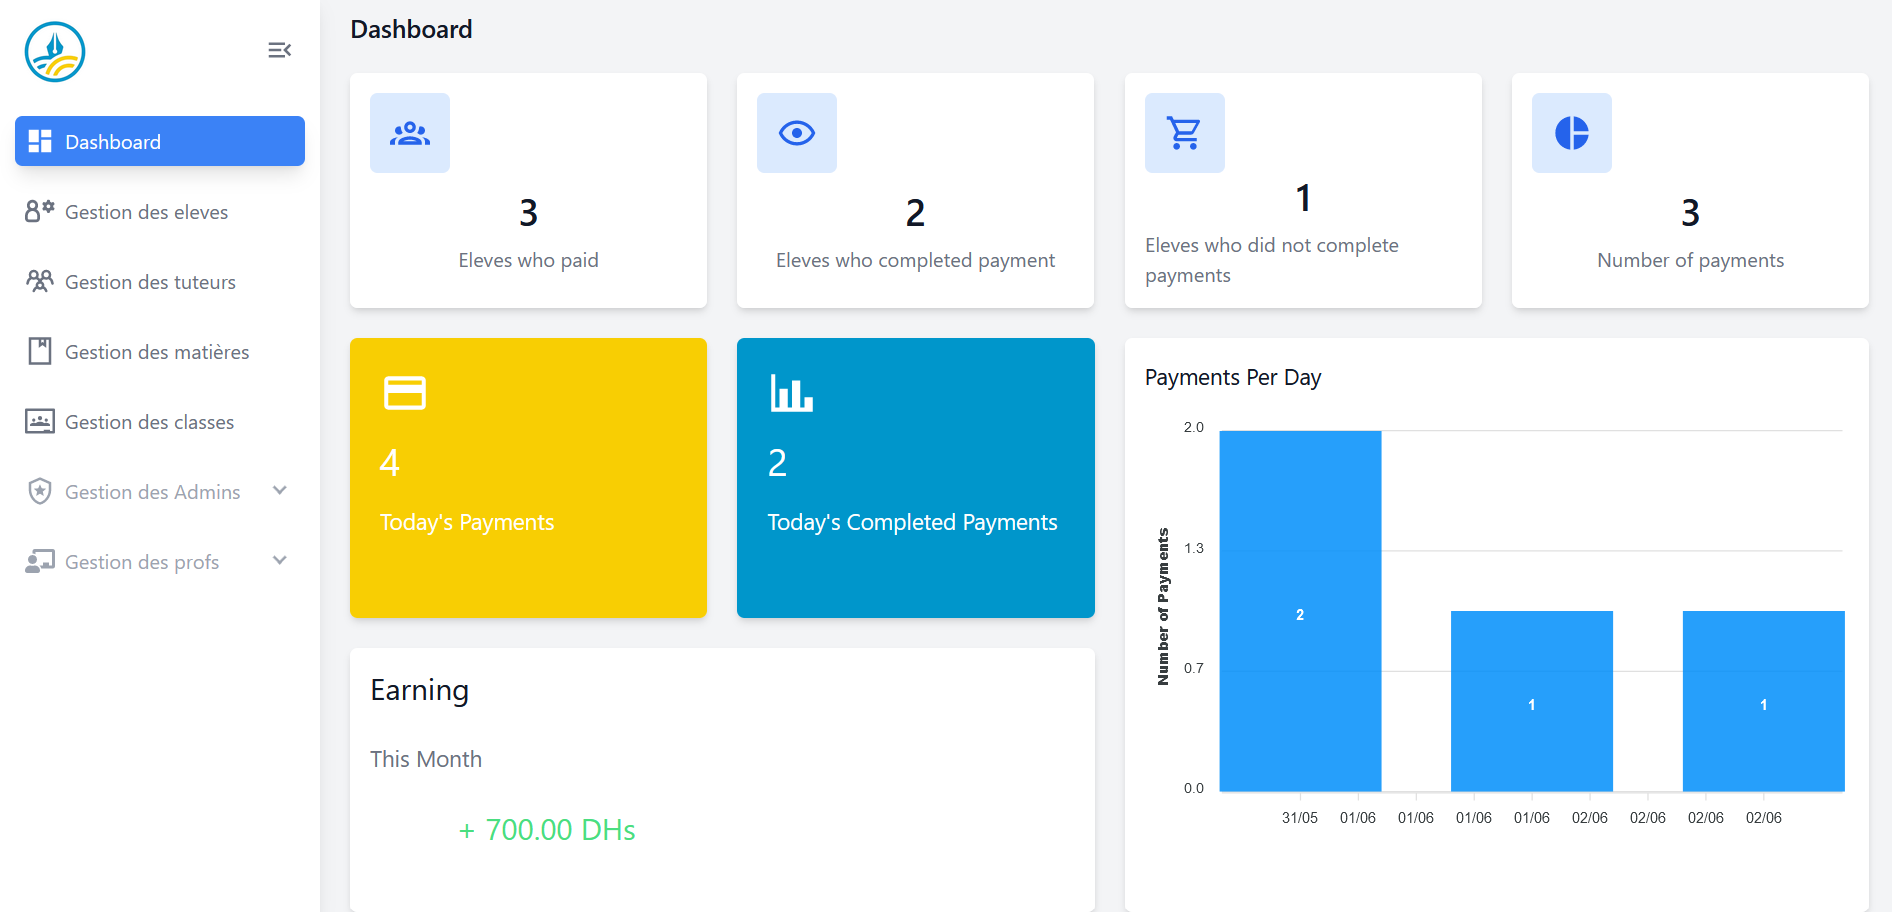 Dashboard
Gestion des eleves
Gestion des tuteurs
Gestion des matières
Gestion des classes
Gestion des Admins
Gestion des profs
Dashboard
3
Eleves who paid
2
Eleves who completed payment
1
Eleves who did not complete
payments
3
Number of payments
4
Today's Payments
2
Today's Completed Payments
Earning
This Month
+ 700.00 DHs
Payments Per Day
Number of Payments
2.0
1.3
0.7
0.0
2
1
1
31/05 01/06 01/06 01/06 01/06 02/06 02/06 02/06 02/06